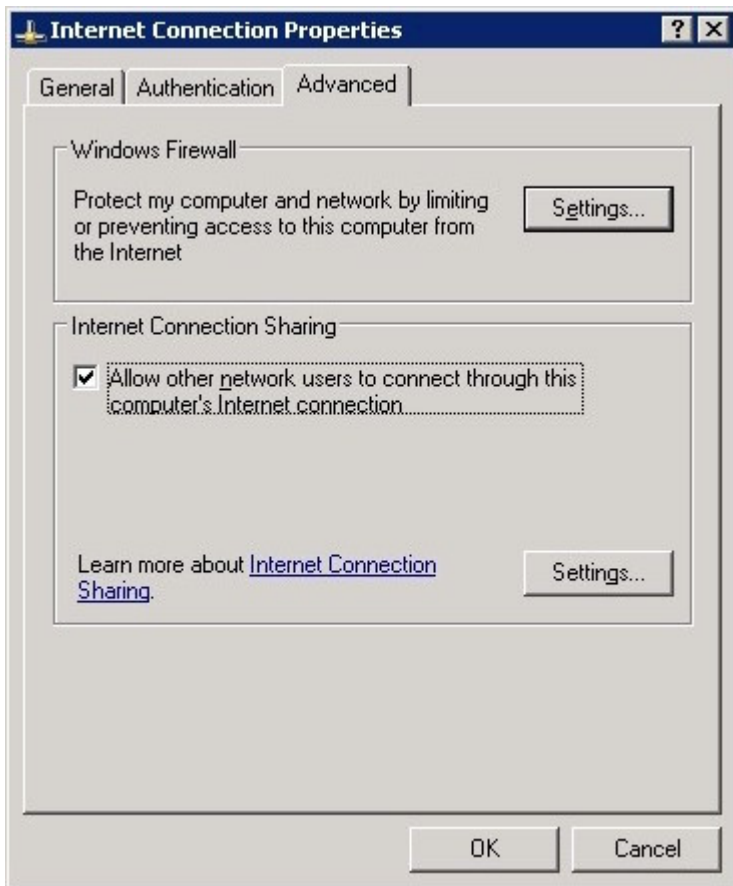 Internet Connection Properties
General
Authentication
Advanced
Windows Firewall
Protect my computer and network by limiting
or preventing access to this computer from
the Internet
Settings...
Internet Connection Sharing
Allow other network users to connect through this
computer's Internet connection
Learn more about Internet Connection
Sharing.
Settings...
OK
Cancel